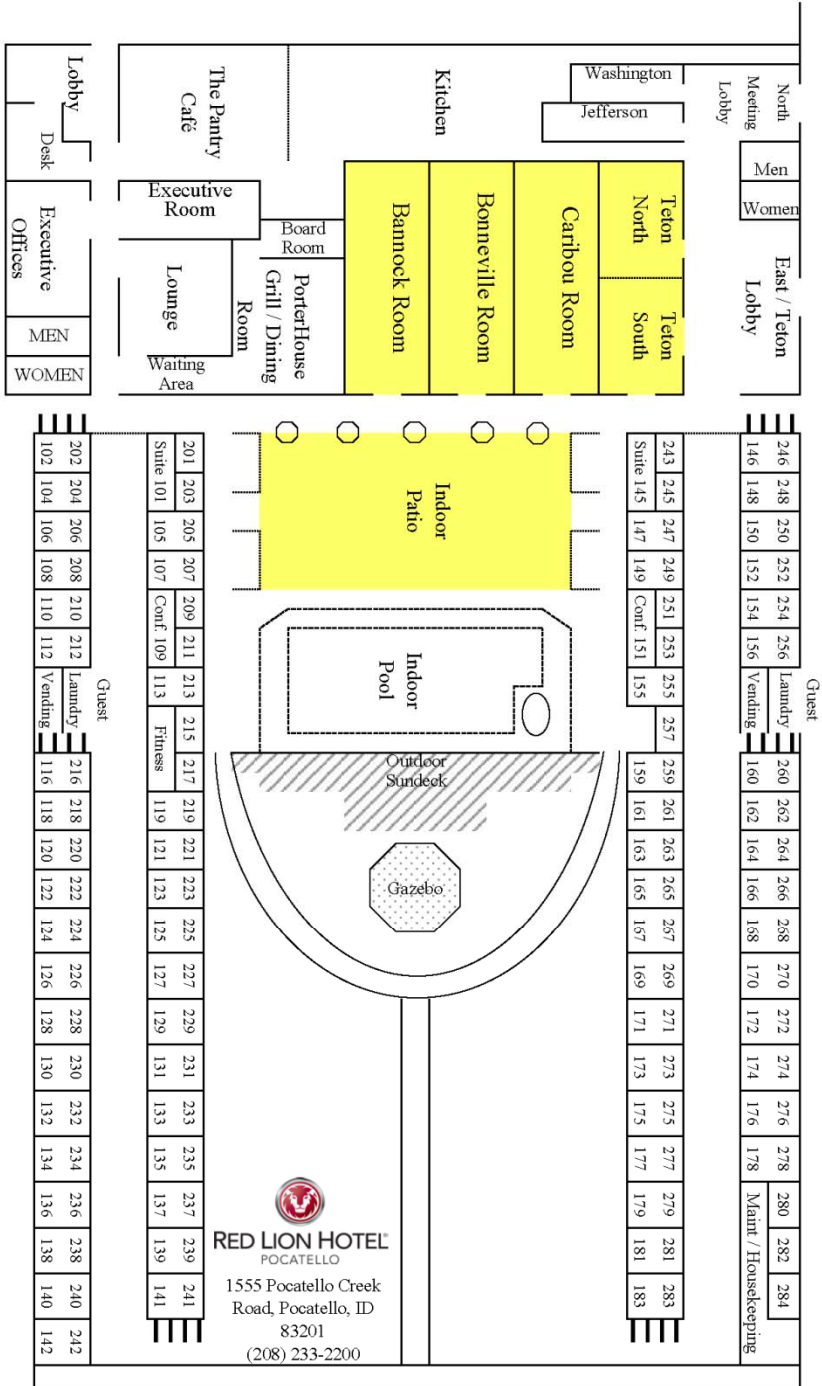 Lobby
Desk
Executive
Offices
MEN
WOMEN
The Pantry
Café
Executive
Room
Lounge
Waiting
Area
Kitchen
Board
Room
PorterHouse
Grill / Dining
Room
Washington
Jefferson
Bannock Room
Bonneville Room
Caribou Room
Teton
North
Teton
South
North
Meeting
Lobby
Men
Women
East / Teton
Lobby
202 204 206 208 210 212 Laundry 216 218 220 222 224 226 228 230 232 234 236 238 240 242
102 104 106 108 110 112 Vending 116 118 120 122 124 126 128 130 132 134 136 138 140 142
Guest
201 203 205 207 209 211 213 215 217 219 221 223 225 227 229 231 233 235 237 239 241
Suite 101 105 107 Conf. 109 113 Fitness 119 121 123 125 127 129 131 133 135 137 139 141
Indoor
Patio
Indoor
Pool
Outdoor
Sundeck
Gazebo
243 245 247 249 251 253 255 257 259 261 263 265 267 269 271 273 275 277 279 281 283
Suite 145 147 149 Conf. 151 155 159 161 163 165 167 169 171 173 175 177 179 181 183
Guest
246 248 250 252 254 256 Laundry 260 262 264 266 268 270 272 274 276 278 280 282 284
146 148 150 152 154 156 Vending 160 162 164 166 168 170 172 174 176 178 Maint / Housekeeping
RED LION HOTEL®
POCATELLO
1555 Pocatello Creek
Road, Pocatello, ID
83201
(208) 233-2200